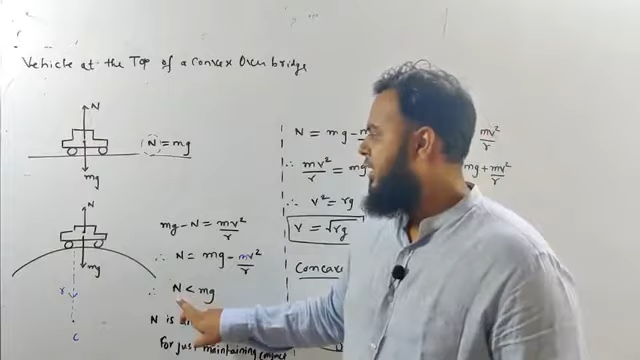 Vehicle at the Top of a Convex Over bridge
N
N = mg
mg
N
mg - N = mv²/r
mg
∴ N = mg - mv²/r
r
∴ N < mg
N is
C
For just maintaining contact
N = mg -
mv²/r
∴ mv²/r = mg
mg + mv²/r
∴ v² = rg
v = √rg
Concave